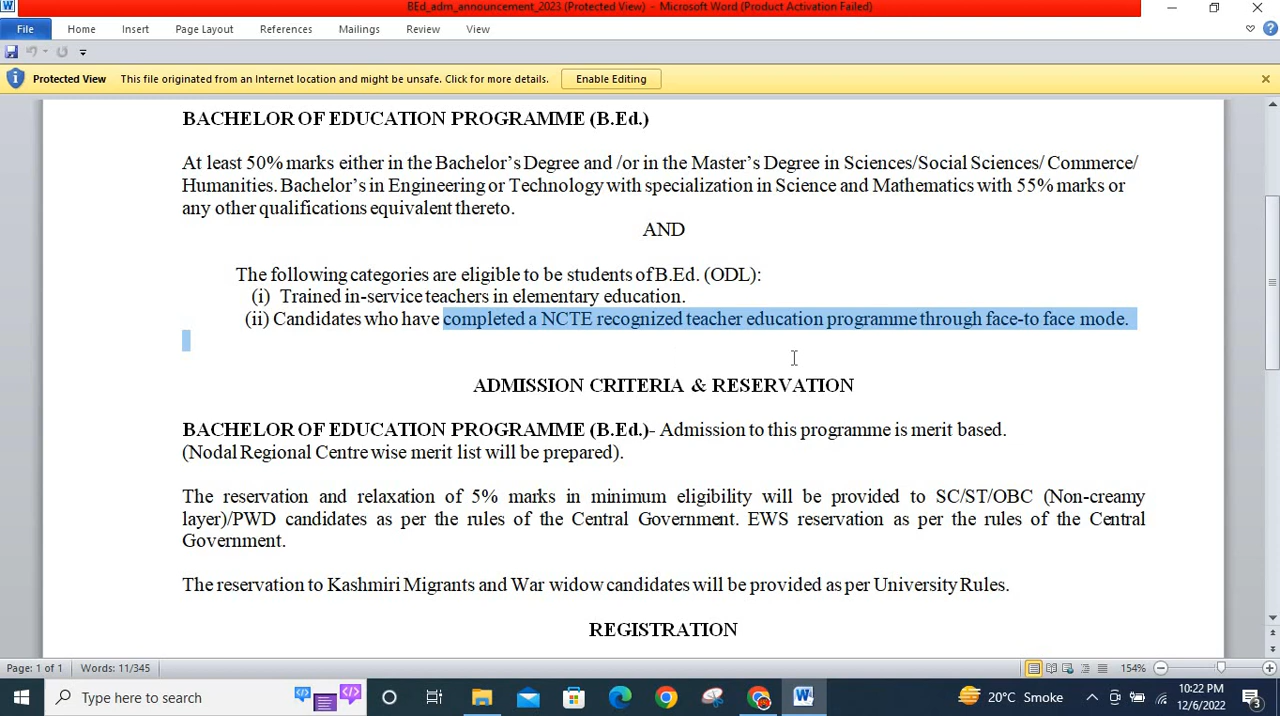 BEd_adm_announcement_2023 (Protected View) – Microsoft Word (Product Activation Failed)
File Home Insert Page Layout References Mailings Review View
Protected View This file originated from an Internet location and might be unsafe. Click for more details. Enable Editing
BACHELOR OF EDUCATION PROGRAMME (B.Ed.)
At least 50% marks either in the Bachelor's Degree and /or in the Master's Degree in Sciences/Social Sciences/ Commerce/
Humanities. Bachelor's in Engineering or Technology with specialization in Science and Mathematics with 55% marks or
any other qualifications equivalent thereto.
AND
The following categories are eligible to be students of B.Ed. (ODL):
(i) Trained in-service teachers in elementary education.
(ii) Candidates who have completed a NCTE recognized teacher education programme through face-to face mode.
ADMISSION CRITERIA & RESERVATION
BACHELOR OF EDUCATION PROGRAMME (B.Ed.)- Admission to this programme is merit based.
(Nodal Regional Centre wise merit list will be prepared).
The reservation and relaxation of 5% marks in minimum eligibility will be provided to SC/ST/OBC (Non-creamy
layer)/PWD candidates as per the rules of the Central Government. EWS reservation as per the rules of the Central
Government.
The reservation to Kashmiri Migrants and War widow candidates will be provided as per University Rules.
REGISTRATION
Page: 1 of 1 Words: 11/345 154%
Type here to search 20°C Smoke 10:22 PM
12/6/2022 3